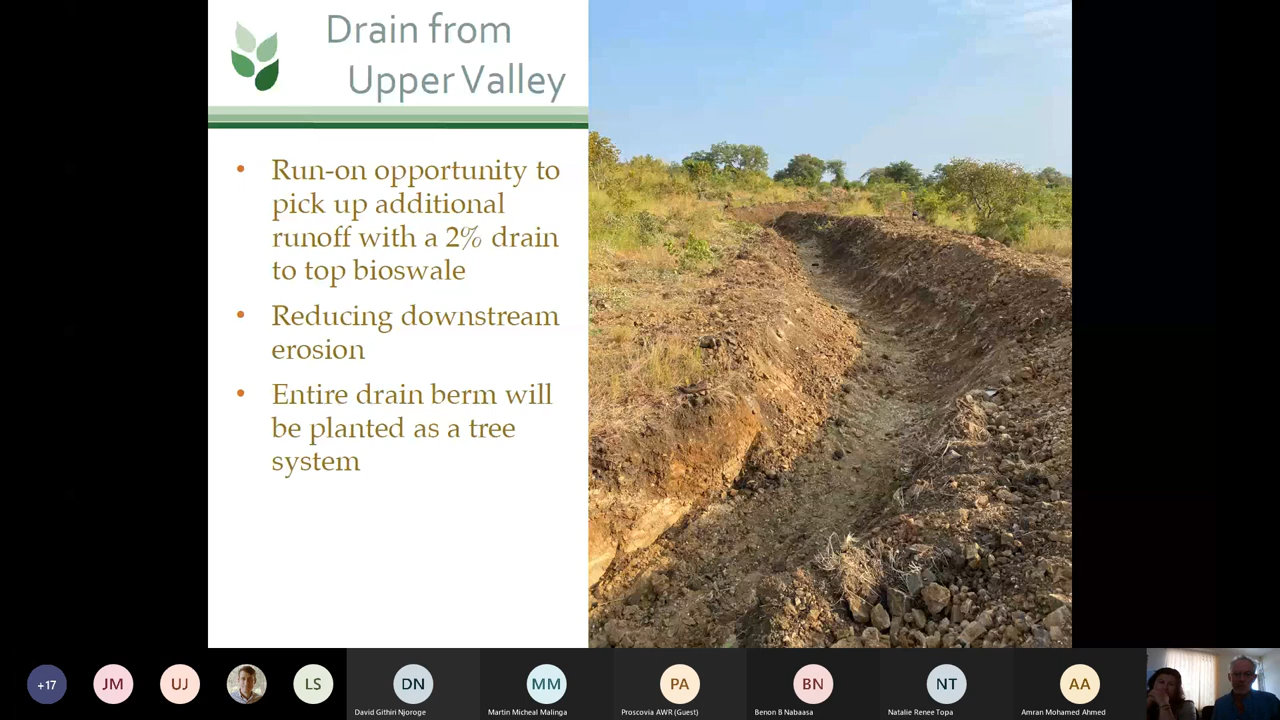 Drain from
Upper Valley
• Run-on opportunity to
pick up additional
runoff with a 2% drain
to top bioswale
• Reducing downstream
erosion
• Entire drain berm will
be planted as a tree
system
+17
JM
UJ
LS
DN
MM
PA
BN
NT
AA
David Githiri Njoroge
Martin Micheal Malinga
Proscovia AWR (Guest)
Benon B Nabaasa
Natalie Renee Topa
Amran Mohamed Ahmed